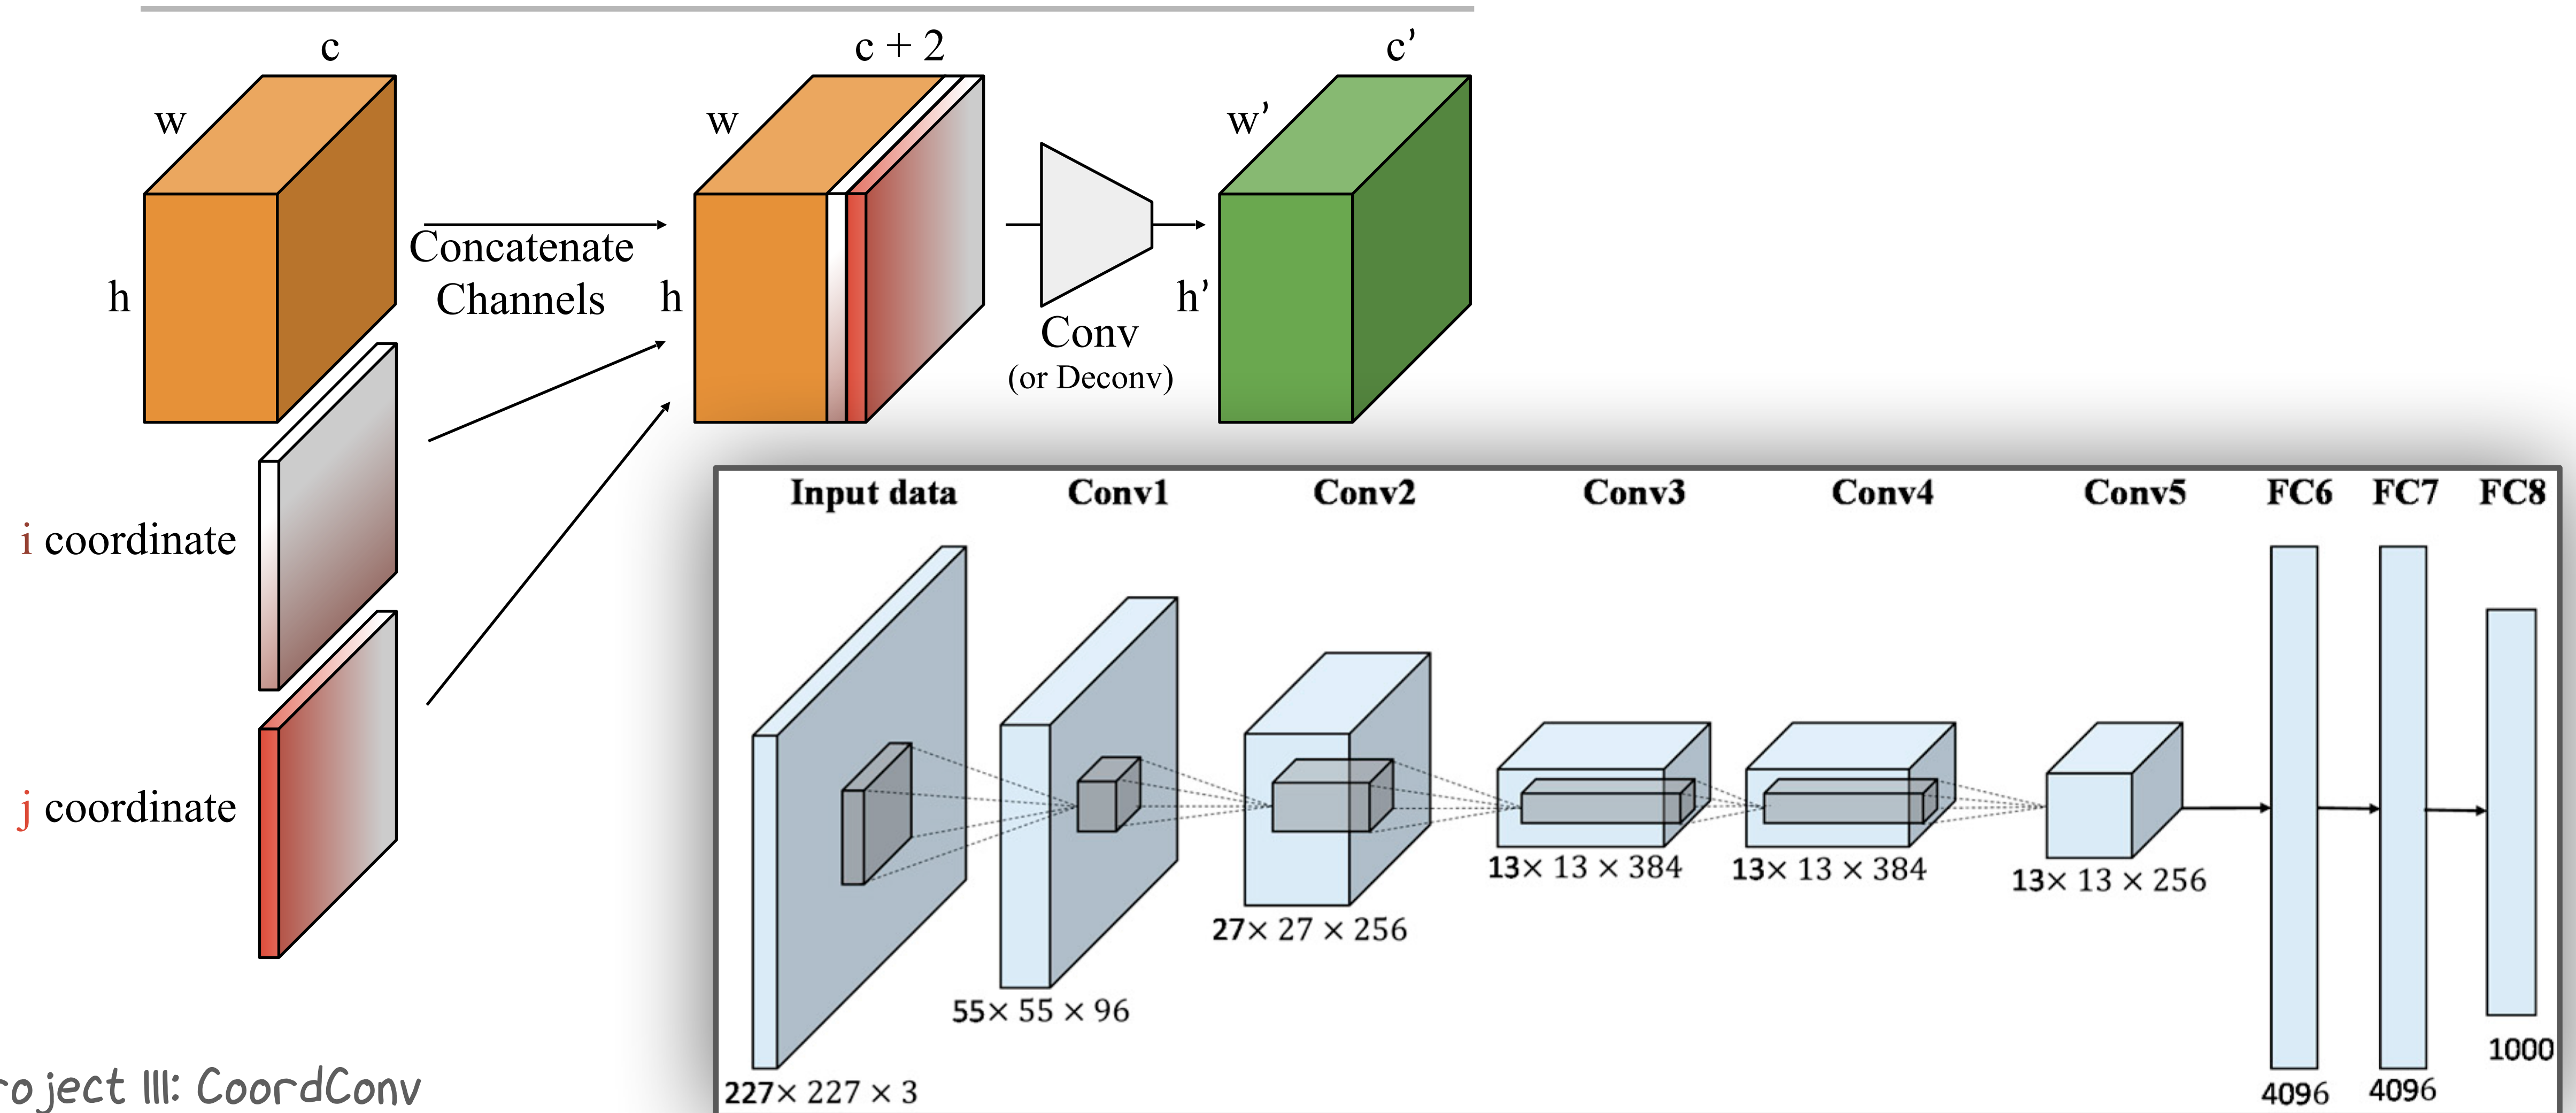 c
c + 2
c’
w
w
w’
Concatenate
Channels
h
h
h’
Conv
(or Deconv)
i coordinate
j coordinate
Input data Conv1 Conv2 Conv3 Conv4 Conv5 FC6 FC7 FC8
13× 13 × 384
13× 13 × 384
13× 13 × 256
27× 27 × 256
55× 55 × 96
227× 227 × 3
4096
4096
1000
roject III: CoordConv